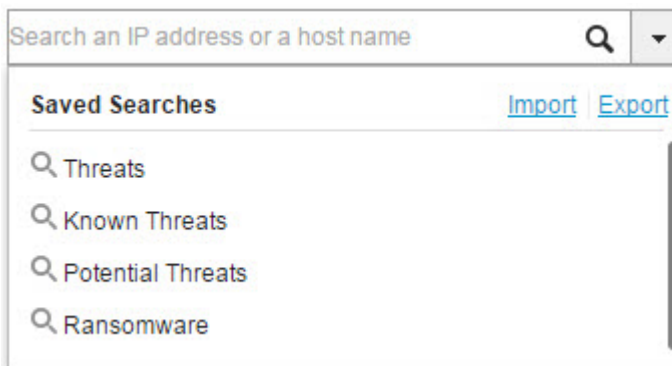 Search an IP address or a host name
Saved Searches Import Export
Threats
Known Threats
Potential Threats
Ransomware